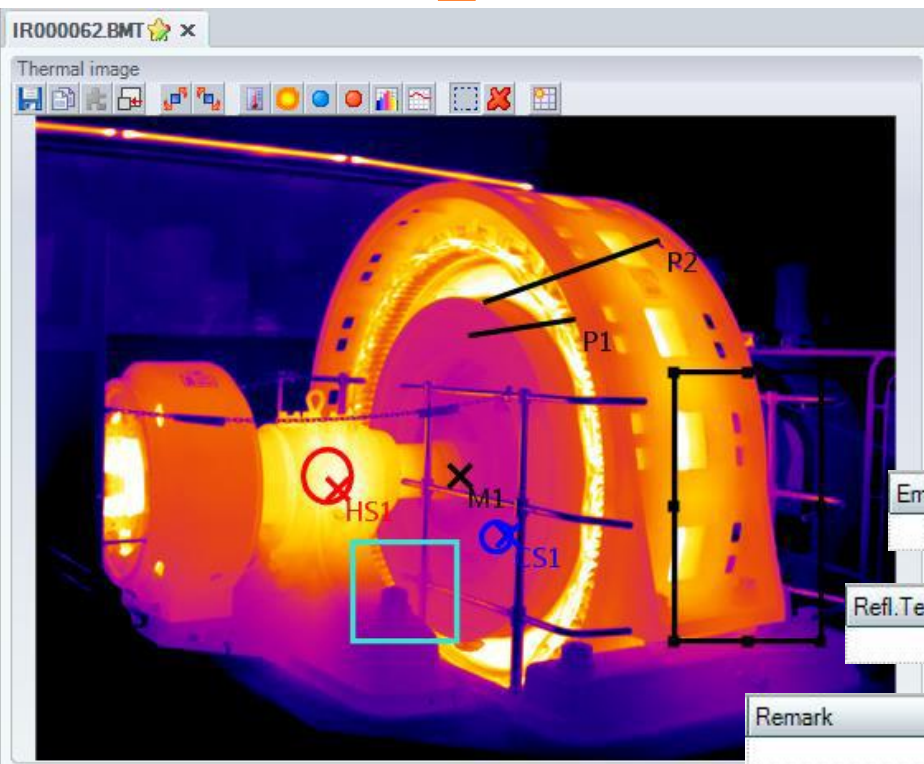 IR000062.BMT
Thermal image
R2
P1
M1
HS1
CS1
Em
Refl.Te
Remark